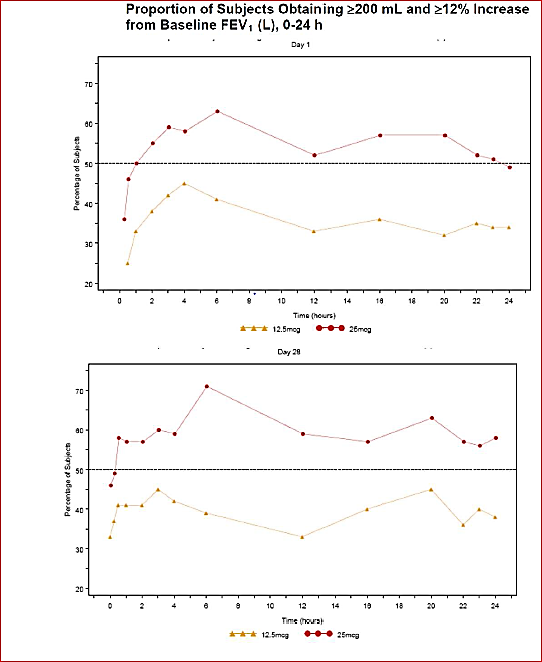 Proportion of Subjects Obtaining ≥200 mL and ≥12% Increase
from Baseline FEV₁ (L), 0-24 h
Day 1
70
60
50
40
30
20
Percentage of Subjects
0 2 4 6 8 10 12 14 16 18 20 22 24
Time (hours)
12.5mcg 25mcg
Day 28
70
60
50
40
30
20
Percentage of Subjects
0 2 4 6 8 10 12 14 16 18 20 22 24
Time (hours)
12.5mcg 25mcg